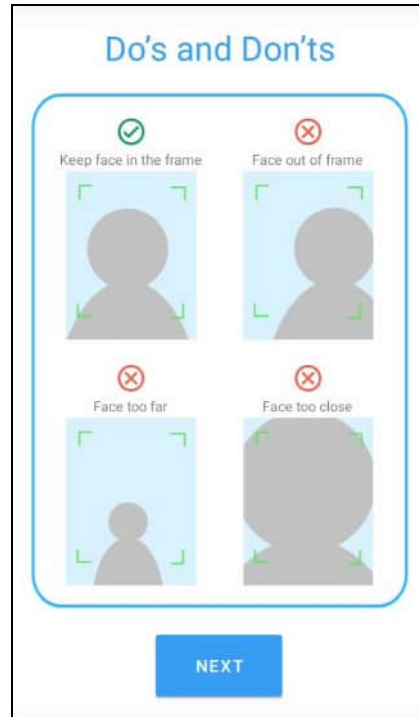 Do's and Don'ts
Keep face in the frame
Face out of frame
Face too far
Face too close
NEXT